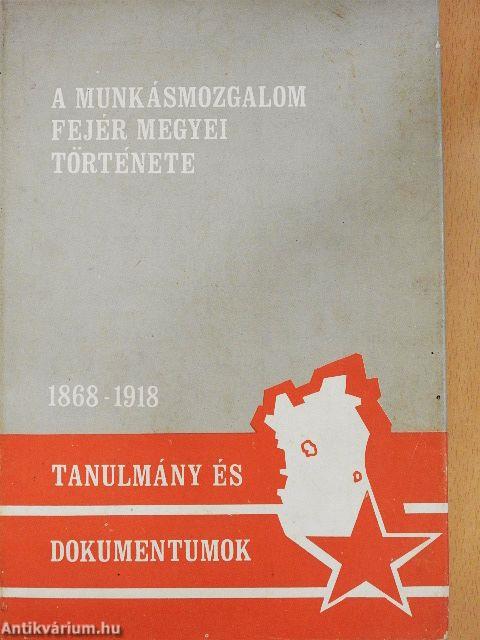 A MUNKÁSMOZGALOM
FEJÉR MEGYEI
TÖRTÉNETE
1868-1918
TANULMÁNY ÉS
DOKUMENTUMOK
Antikvárium.hu